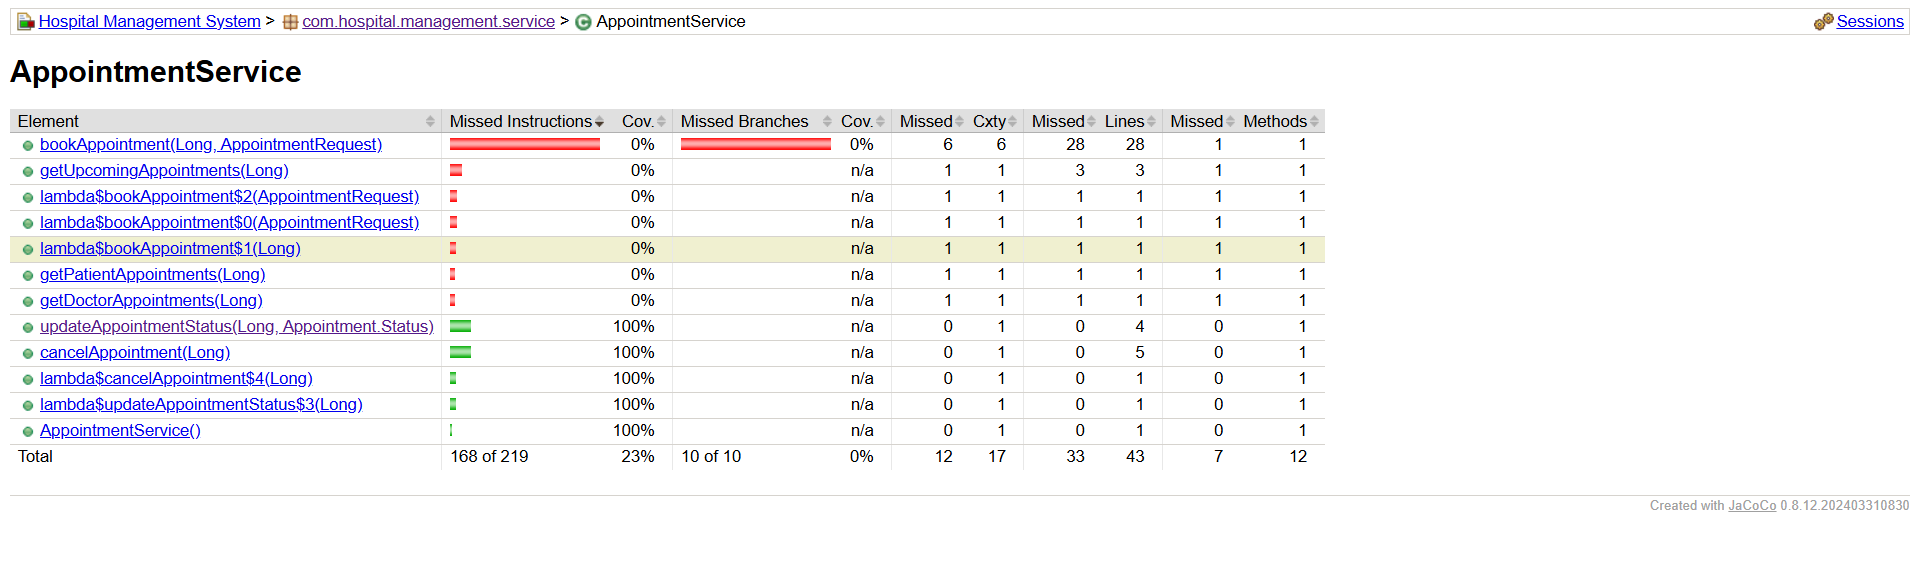 Hospital Management System > com.hospital.management.service > AppointmentService Sessions
AppointmentService
Element Missed Instructions Cov. Missed Branches Cov. Missed Cxty Missed Lines Missed Methods
bookAppointment(Long, AppointmentRequest) 0% 0% 6 6 28 28 1 1
getUpcomingAppointments(Long) 0% n/a 1 1 3 3 1 1
lambda$bookAppointment$2(AppointmentRequest) 0% n/a 1 1 1 1 1 1
lambda$bookAppointment$0(AppointmentRequest) 0% n/a 1 1 1 1 1 1
lambda$bookAppointment$1(Long) 0% n/a 1 1 1 1 1 1
getPatientAppointments(Long) 0% n/a 1 1 1 1 1 1
getDoctorAppointments(Long) 0% n/a 1 1 1 1 1 1
updateAppointmentStatus(Long, Appointment.Status) 100% n/a 0 1 0 4 0 1
cancelAppointment(Long) 100% n/a 0 1 0 5 0 1
lambda$cancelAppointment$4(Long) 100% n/a 0 1 0 1 0 1
lambda$updateAppointmentStatus$3(Long) 100% n/a 0 1 0 1 0 1
AppointmentService() 100% n/a 0 1 0 1 0 1
Total 168 of 219 23% 10 of 10 0% 12 17 33 43 7 12
Created with JaCoCo 0.8.12.202403310830